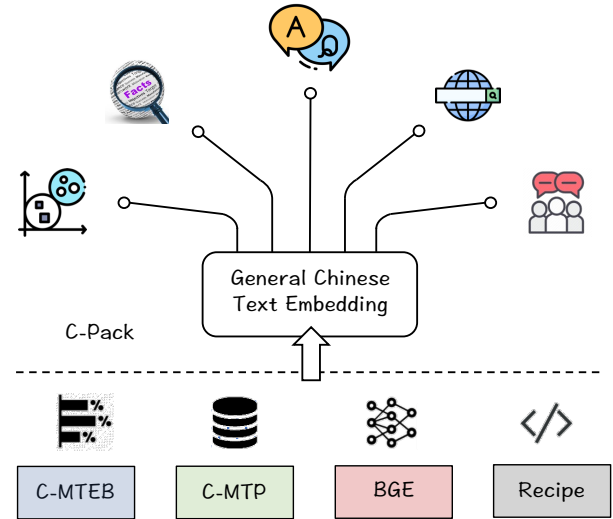 A
Q
Facts
General Chinese
Text Embedding
C-Pack
%
%
%
</>
C-MTEB
C-MTP
BGE
Recipe